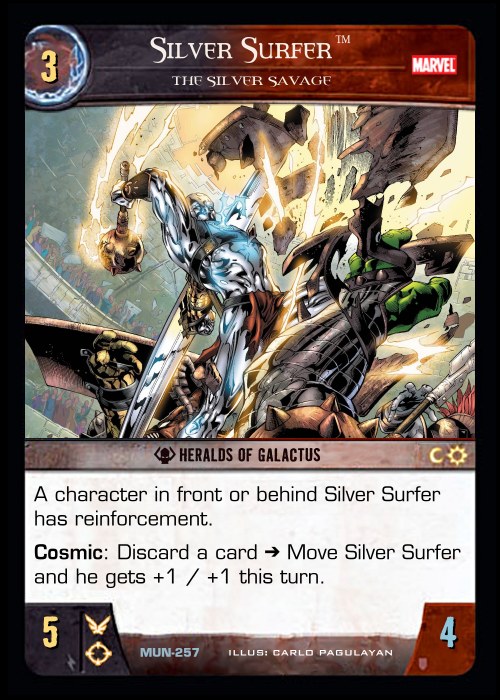 3
SILVER SURFER™
MARVEL
THE SILVER SAVAGE
HERALDS OF GALACTUS
A character in front or behind Silver Surfer
has reinforcement.
Cosmic: Discard a card ➔ Move Silver Surfer
and he gets +1 / +1 this turn.
5
MUN-257
ILLUS: CARLO PAGULAYAN
4